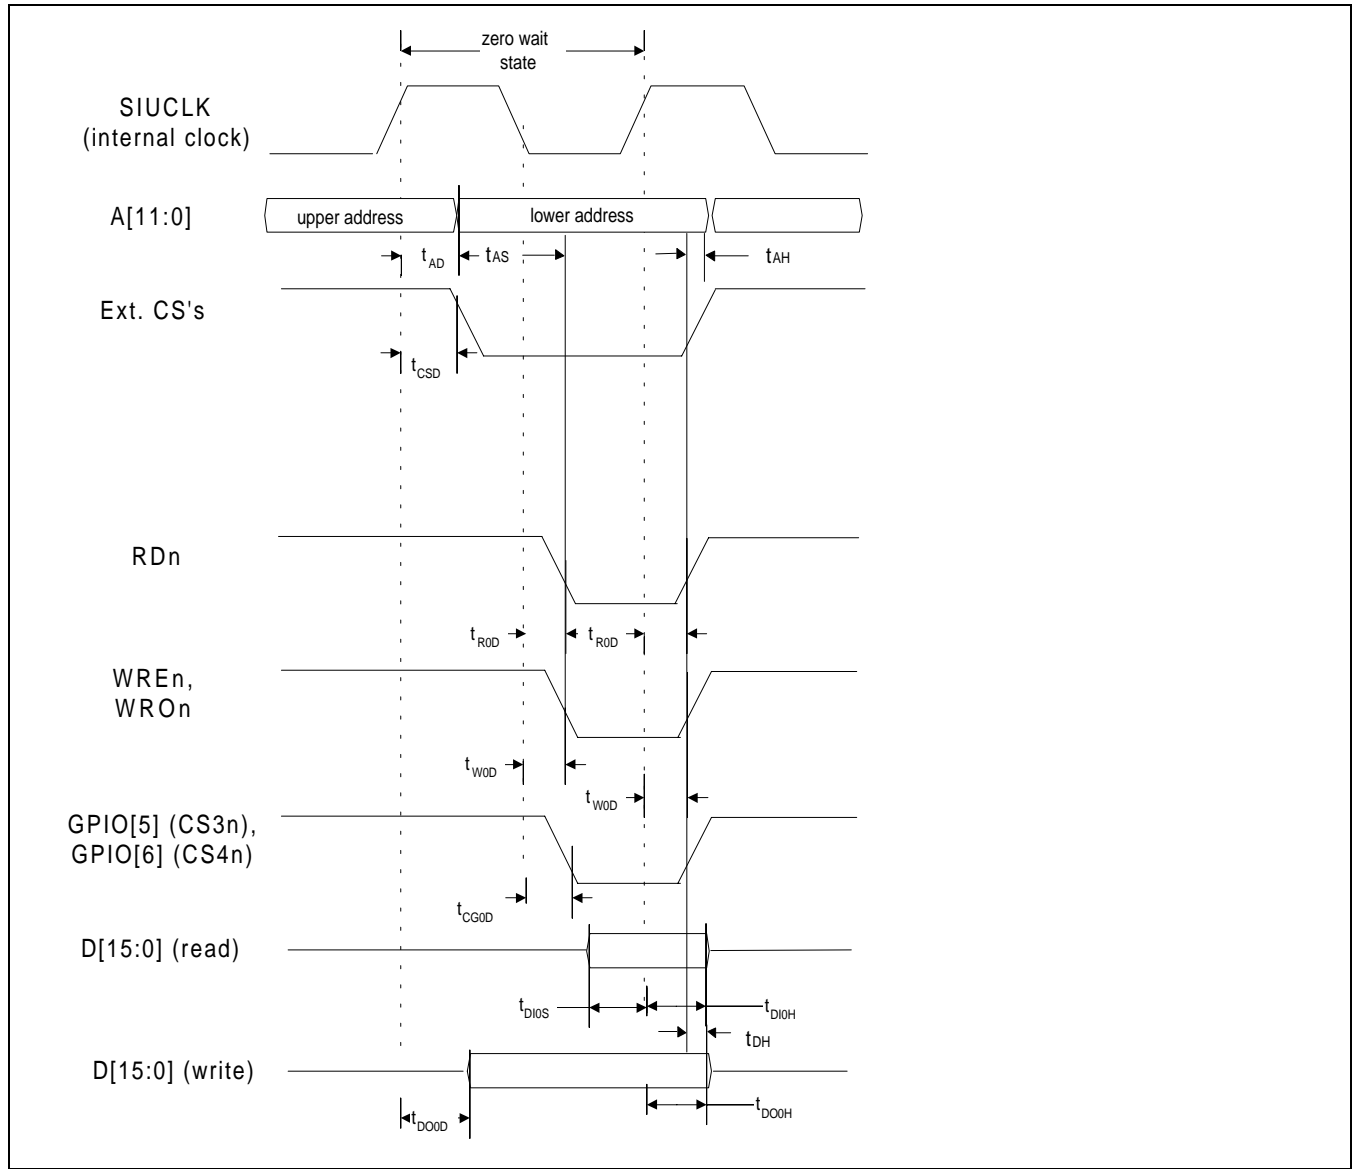 zero wait
state
SIUCLK
(internal clock)
A[11:0]
upper address
lower address
tAD
tAS
tAH
Ext. CS's
tCSD
RDn
tR0D
tR0D
WREn,
WROn
tW0D
tW0D
GPIO[5] (CS3n),
GPIO[6] (CS4n)
tCG0D
D[15:0] (read)
tDI0S
tDI0H
tDH
D[15:0] (write)
tDO0D
tDO0H